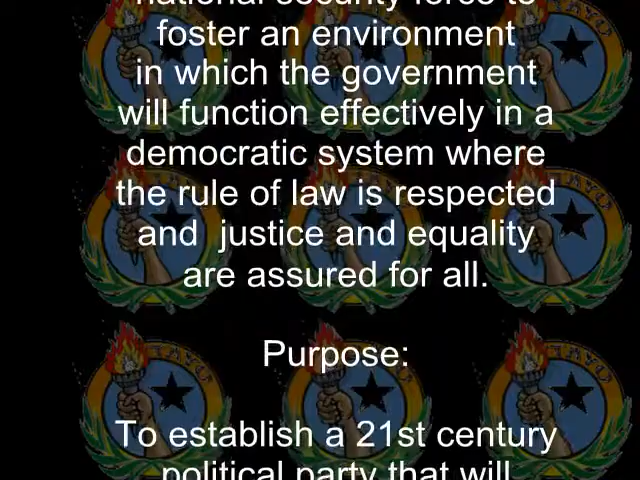 national security force to
foster an environment
in which the government
will function effectively in a
democratic system where
the rule of law is respected
and  justice and equality
are assured for all.
Purpose:
To establish a 21st century
political party that will